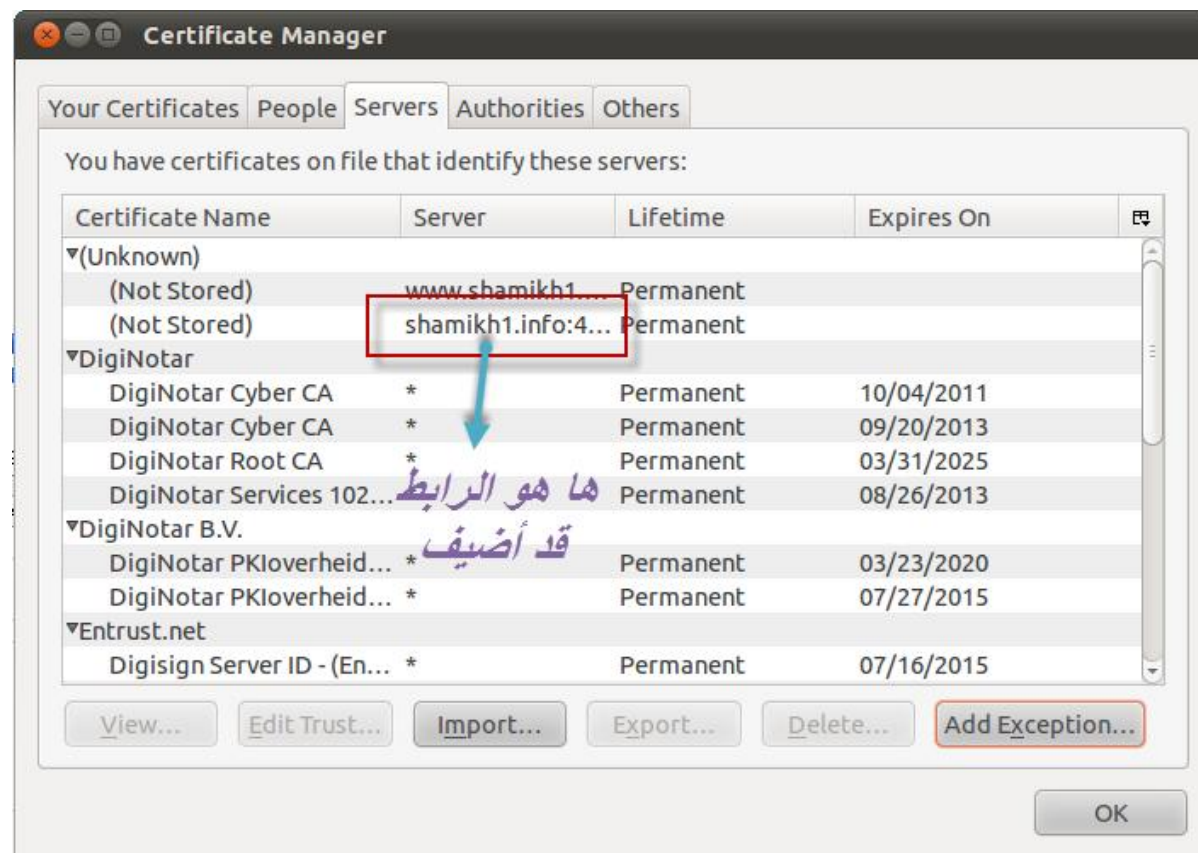 Certificate Manager
Your Certificates People Servers Authorities Others
You have certificates on file that identify these servers:
Certificate Name Server Lifetime Expires On
(Unknown)
(Not Stored) www.shamikh1.... Permanent
(Not Stored) shamikh1.info:4... Permanent
DigiNotar
DigiNotar Cyber CA * Permanent 10/04/2011
DigiNotar Cyber CA * Permanent 09/20/2013
DigiNotar Root CA * Permanent 03/31/2025
DigiNotar Services 102... Permanent 08/26/2013
ها هو الرابط
قد أضيف
DigiNotar B.V.
DigiNotar PKIoverheid... * Permanent 03/23/2020
DigiNotar PKIoverheid... * Permanent 07/27/2015
Entrust.net
Digisign Server ID - (En... * Permanent 07/16/2015
View... Edit Trust... Import... Export... Delete... Add Exception...
OK